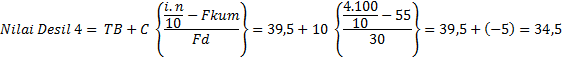 Nilai Desil 4 = TB + C { (i.n/10 − Fkum) / Fd } = 39,5 + 10 { (4.100/10 − 55) / 30 } = 39,5 + (−5) = 34,5